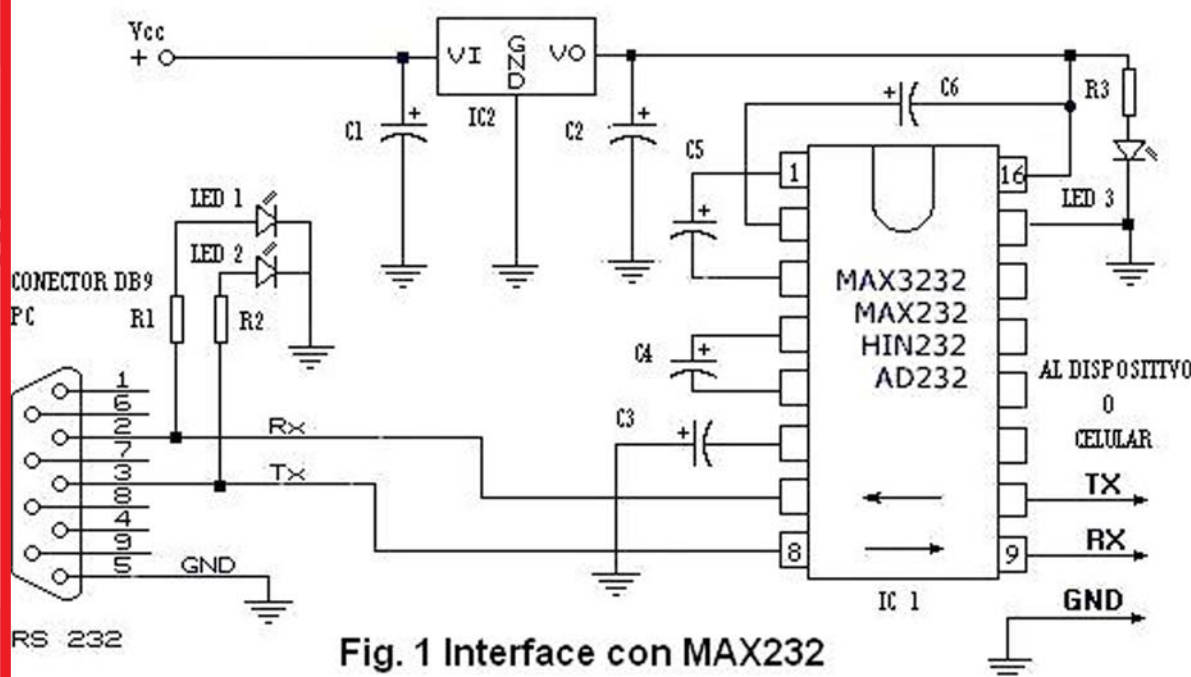 Vcc
+
VI
GND
VO
IC2
C1
+
C2
+
C6
+
R3
C5
+
1
16
LED 3
LED 1
LED 2
CONECTOR DB9
PC
R1
R2
MAX3232
MAX232
HIN232
AD232
C4
+
AL DISPOSITIVO
O
CELULAR
C3
+
1
6
2
7
3
8
4
9
5
Rx
Tx
GND
8
9
TX
RX
GND
IC 1
RS 232
Fig. 1 Interface con MAX232